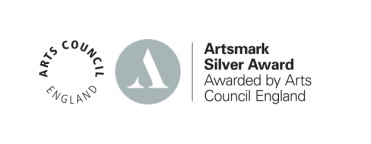 ARTS COUNCIL
ENGLAND
A
Artsmark
Silver Award
Awarded by Arts
Council England